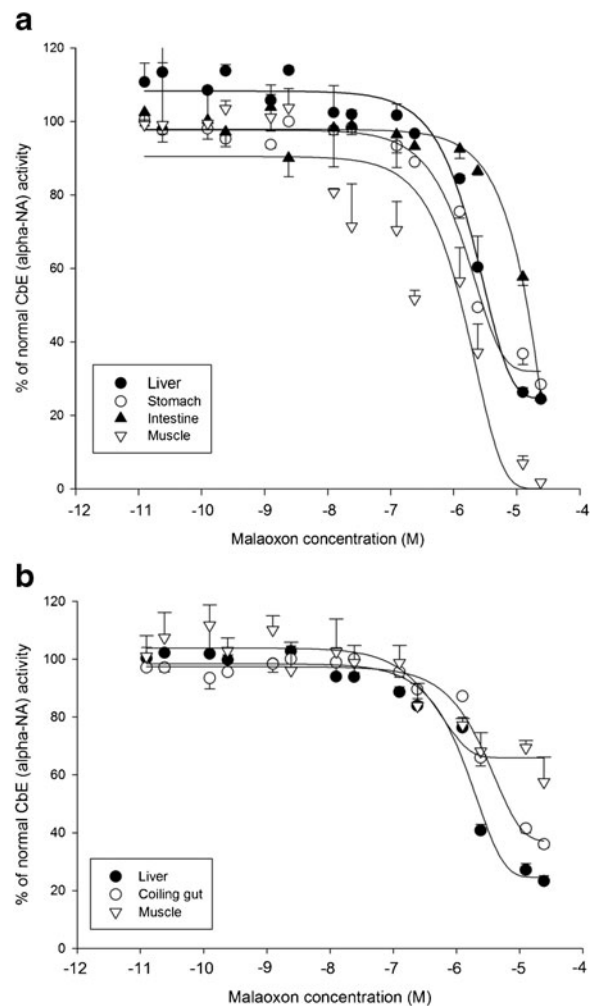 a
% of normal CbE (alpha-NA) activity
120
100
80
60
40
20
0
Liver
Stomach
Intestine
Muscle
-12 -11 -10 -9 -8 -7 -6 -5 -4
Malaoxon concentration (M)
b
% of normal CbE (alpha-NA) activity
120
100
80
60
40
20
0
Liver
Coiling gut
Muscle
-12 -11 -10 -9 -8 -7 -6 -5 -4
Malaoxon concentration (M)